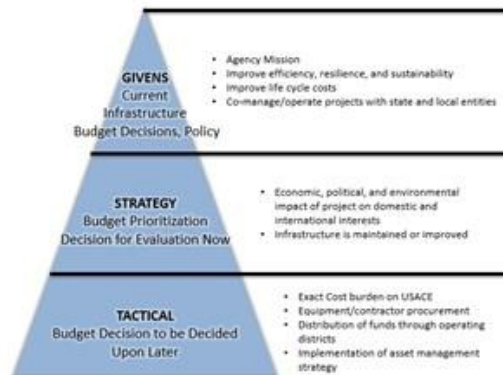 GIVENS
Current
Infrastructure
Budget Decisions, Policy
• Agency Mission
• Improve efficiency, resilience, and sustainability
• Improve life cycle costs
• Co-manage/operate projects with state and local entities
STRATEGY
Budget Prioritization
Decision for Evaluation Now
• Economic, political, and environmental
impact of project on domestic and
international interests
• Infrastructure is maintained or improved
TACTICAL
Budget Decision to be Decided
Upon Later
• Exact Cost burden on USACE
• Equipment/contractor procurement
• Distribution of funds through operating
districts
• Implementation of asset management
strategy